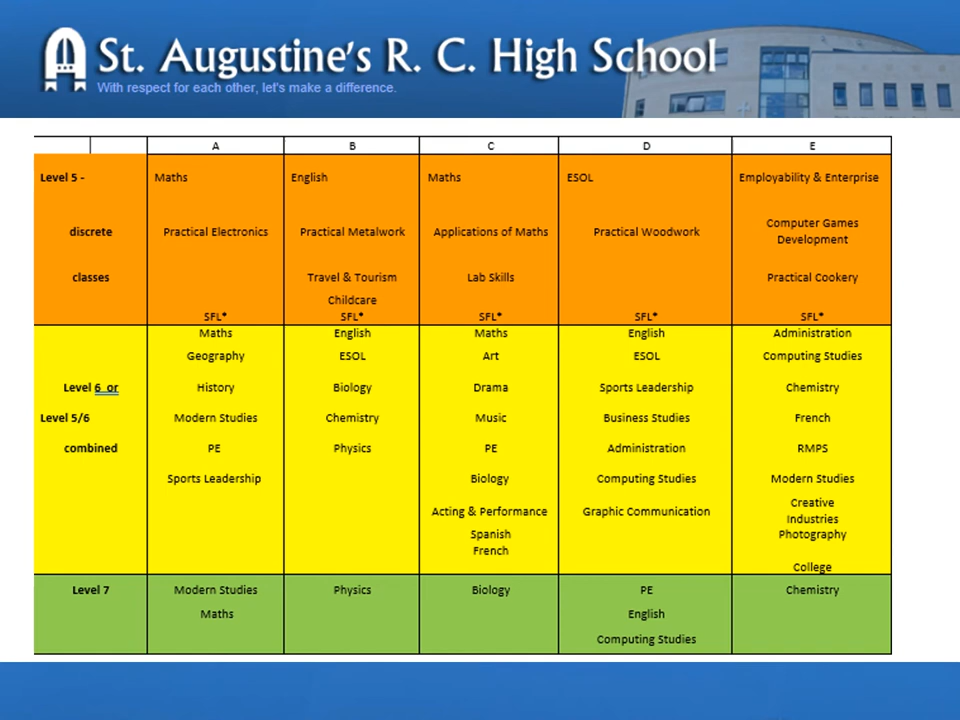 St. Augustine's R. C. High School
With respect for each other, let's make a difference.
A B C D E
Level 5 - Maths English Maths ESOL Employability & Enterprise
discrete Practical Electronics Practical Metalwork Applications of Maths Practical Woodwork Computer Games
Development
classes Travel & Tourism Lab Skills Practical Cookery
Childcare
SFL* SFL* SFL* SFL* SFL*
Maths English Maths English Administration
Geography ESOL Art ESOL Computing Studies
Level 6 or History Biology Drama Sports Leadership Chemistry
Level 5/6 Modern Studies Chemistry Music Business Studies French
combined PE Physics PE Administration RMPS
Sports Leadership Biology Computing Studies Modern Studies
Acting & Performance Graphic Communication Creative
Industries
Spanish Photography
French
College
Level 7 Modern Studies Physics Biology PE Chemistry
Maths English
Computing Studies